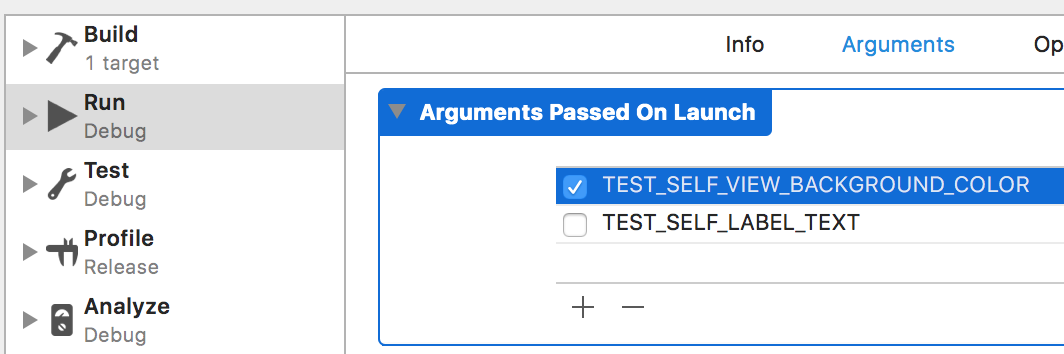 Build
1 target
Run
Debug
Test
Debug
Profile
Release
Analyze
Debug
Info Arguments Op
Arguments Passed On Launch
TEST_SELF_VIEW_BACKGROUND_COLOR
TEST_SELF_LABEL_TEXT